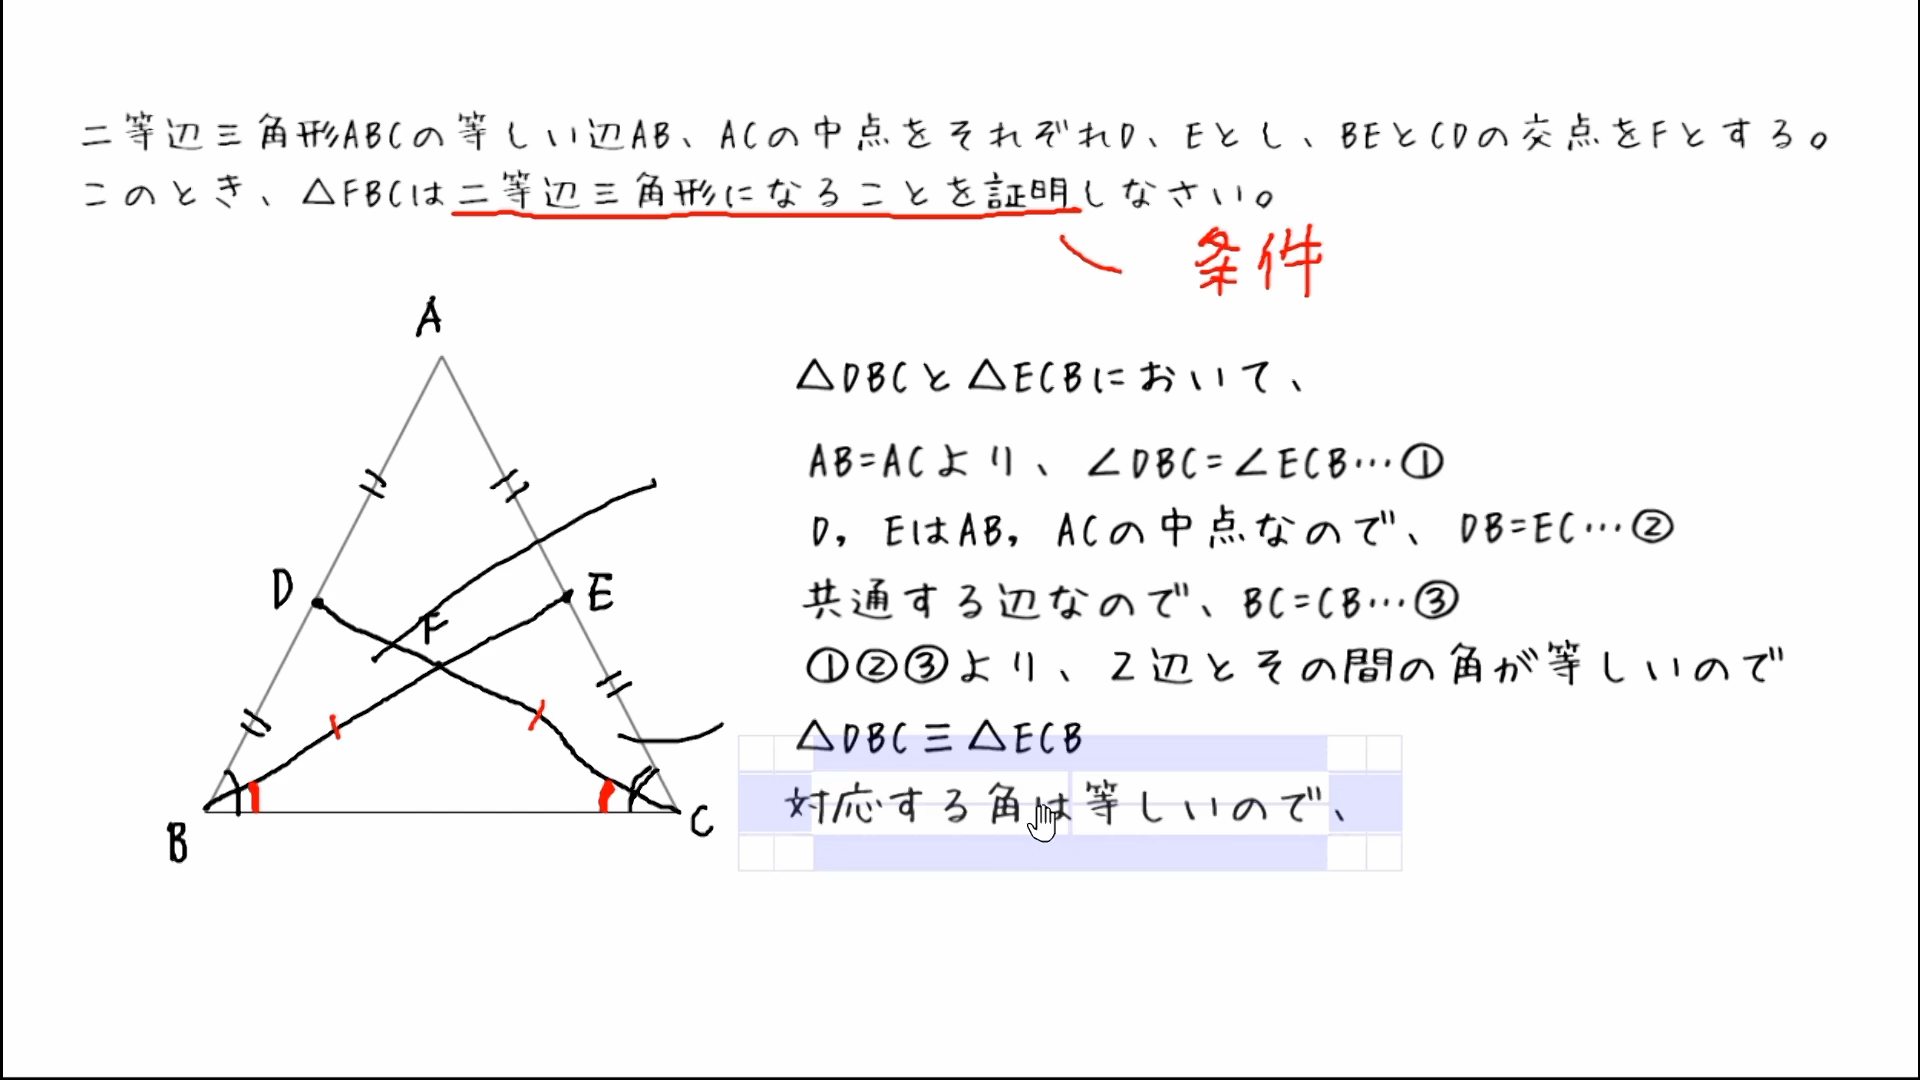 二等辺三角形ABCの等しい辺AB、ACの中点をそれぞれD、Eとし、BEとCDの交点をFとする。
このとき、△FBCは二等辺三角形になることを証明しなさい。
条件
A
D
E
F
B
C
△DBCと△ECBにおいて、
AB=ACより、∠DBC=∠ECB…①
D, EはAB, ACの中点なので、DB=EC…②
共通する辺なので、BC=CB…③
①②③より、2辺とその間の角が等しいので
△DBC≡△ECB
対応する角は等しいので、